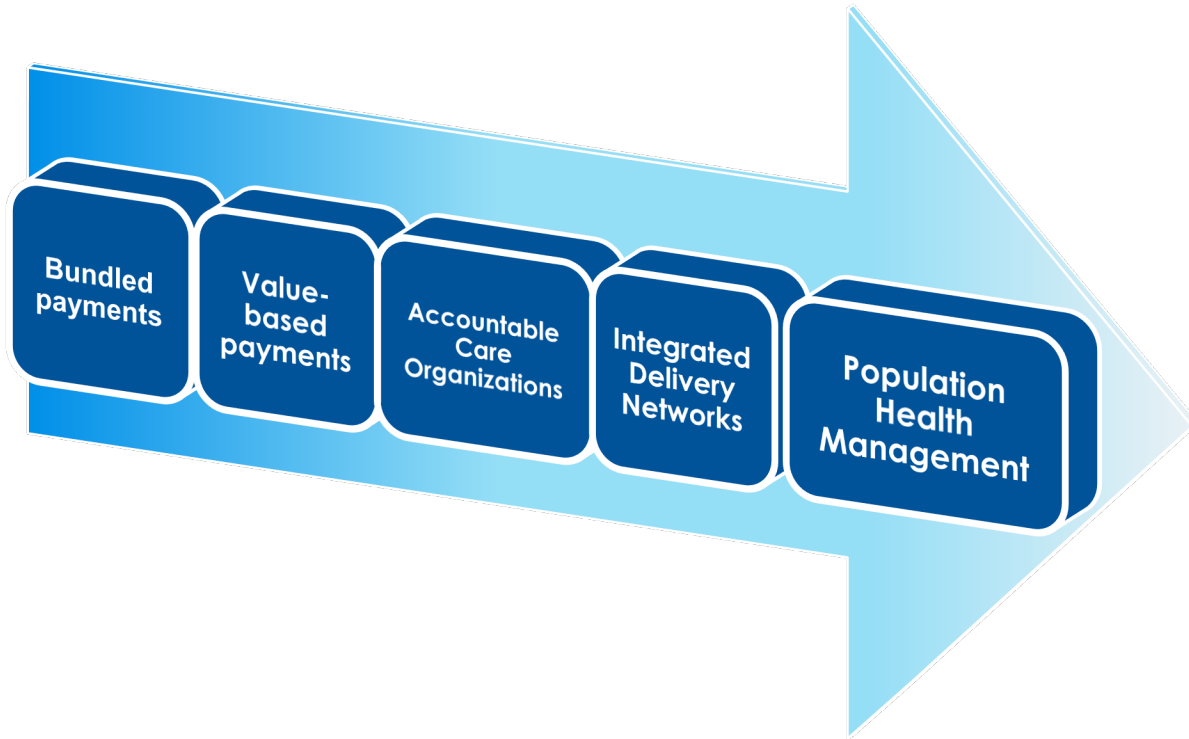 Bundled
payments
Value-
based
payments
Accountable
Care
Organizations
Integrated
Delivery
Networks
Population
Health
Management